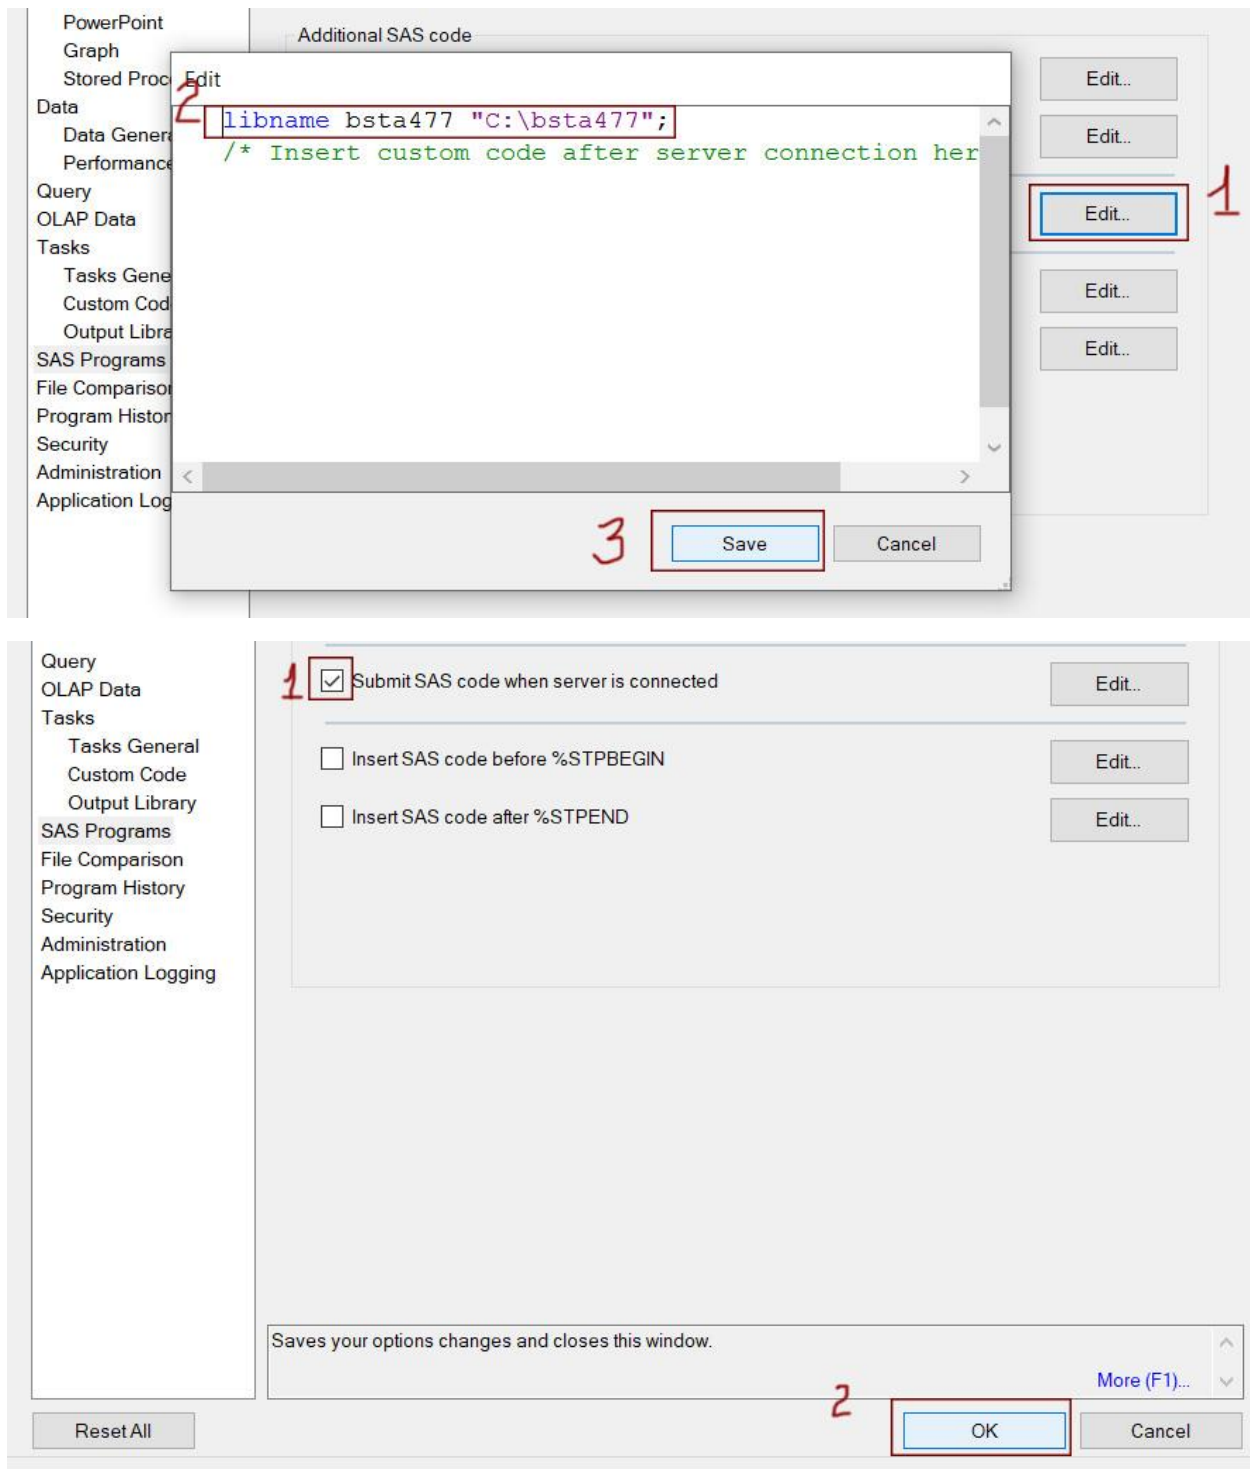 PowerPoint
Graph
Stored Proc
Data
Data Genera
Performance
Query
OLAP Data
Tasks
Tasks Gene
Custom Cod
Output Libra
SAS Programs
File Comparison
Program Histor
Security
Administration
Application Log
Additional SAS code
Edit...
Edit...
1
Edit...
Edit...
Edit...
Edit
2
libname bsta477 "C:\bsta477";
/* Insert custom code after server connection her
3
Save
Cancel
Query
OLAP Data
Tasks
Tasks General
Custom Code
Output Library
SAS Programs
File Comparison
Program History
Security
Administration
Application Logging
1
Submit SAS code when server is connected
Edit...
Insert SAS code before %STPBEGIN
Edit...
Insert SAS code after %STPEND
Edit...
Saves your options changes and closes this window.
More (F1)...
Reset All
2
OK
Cancel